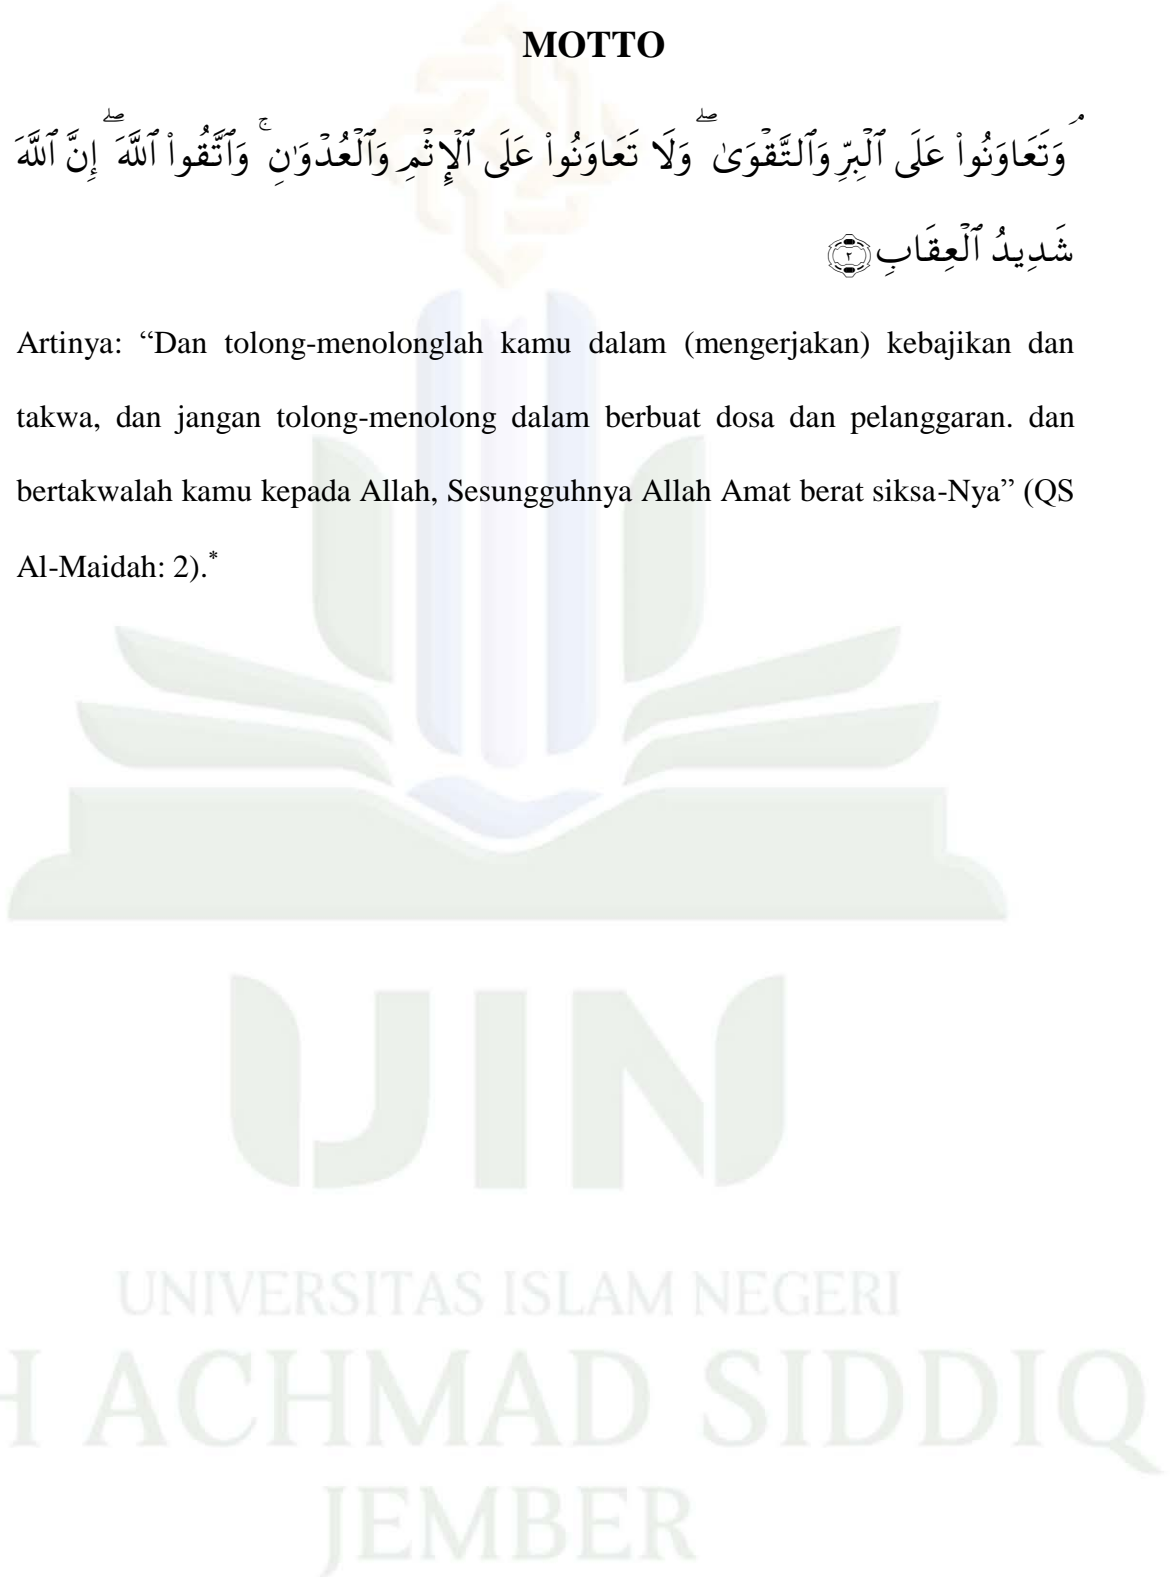 MOTTO
وَتَعَاوَنُوا۟ عَلَى ٱلْبِرِّ وَٱلتَّقْوَىٰ ۖ وَلَا تَعَاوَنُوا۟ عَلَى ٱلْإِثْمِ وَٱلْعُدْوَٰنِ ۚ وَٱتَّقُوا۟ ٱللَّهَ ۖ إِنَّ ٱللَّهَ
شَدِيدُ ٱلْعِقَابِ ٢
Artinya: “Dan tolong-menolonglah kamu dalam (mengerjakan) kebajikan dan
takwa, dan jangan tolong-menolong dalam berbuat dosa dan pelanggaran. dan
bertakwalah kamu kepada Allah, Sesungguhnya Allah Amat berat siksa-Nya” (QS
Al-Maidah: 2).*
UIN
UNIVERSITAS ISLAM NEGERI
H ACHMAD SIDDIQ
JEMBER